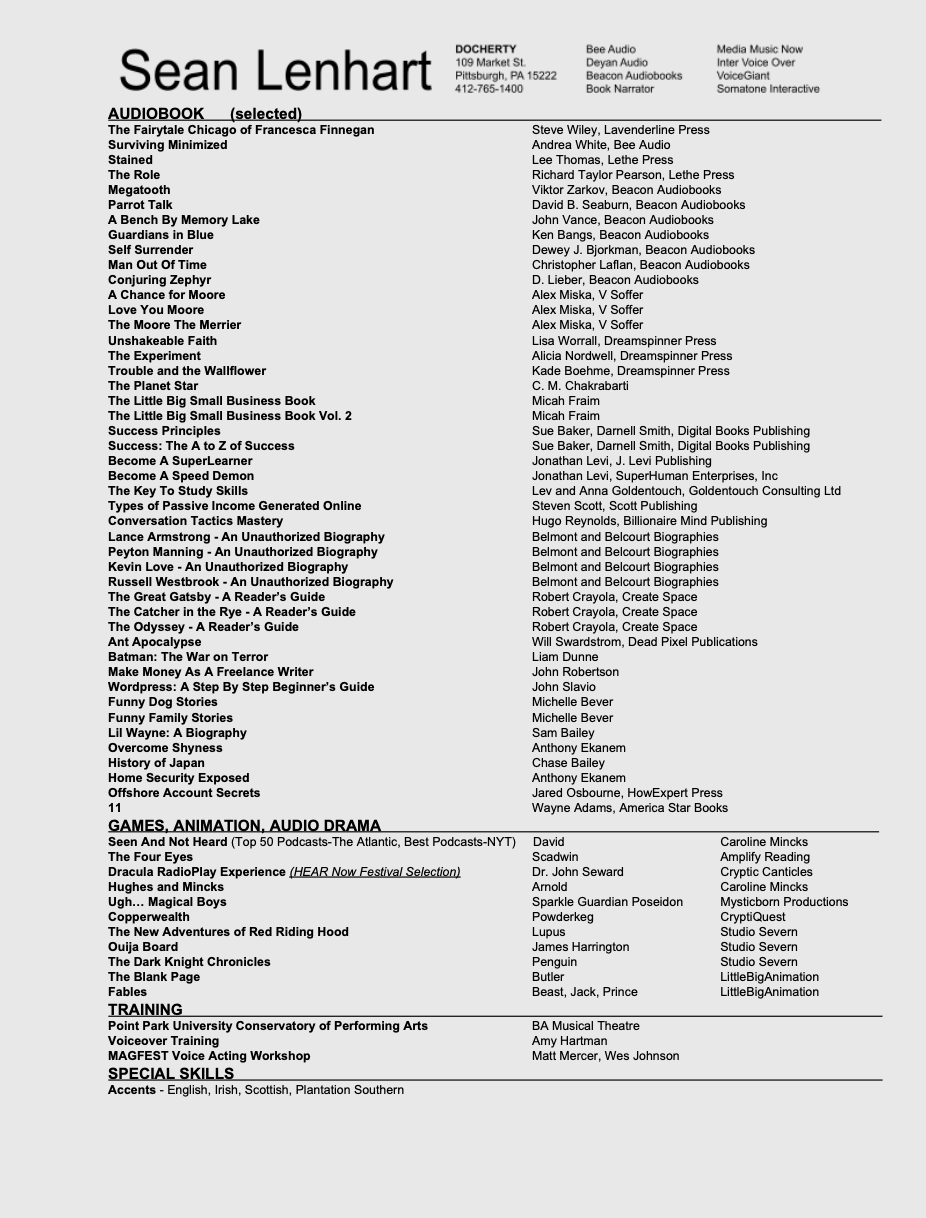 Sean Lenhart
DOCHERTY
109 Market St.
Pittsburgh, PA 15222
412-765-1400
Bee Audio
Deyan Audio
Beacon Audiobooks
Book Narrator
Media Music Now
Inter Voice Over
VoiceGiant
Somatone Interactive
AUDIOBOOK (selected)
The Fairytale Chicago of Francesca Finnegan Steve Wiley, Lavenderline Press
Surviving Minimized Andrea White, Bee Audio
Stained Lee Thomas, Lethe Press
The Role Richard Taylor Pearson, Lethe Press
Megatooth Viktor Zarkov, Beacon Audiobooks
Parrot Talk David B. Seaburn, Beacon Audiobooks
A Bench By Memory Lake John Vance, Beacon Audiobooks
Guardians in Blue Ken Bangs, Beacon Audiobooks
Self Surrender Dewey J. Bjorkman, Beacon Audiobooks
Man Out Of Time Christopher Laflan, Beacon Audiobooks
Conjuring Zephyr D. Lieber, Beacon Audiobooks
A Chance for Moore Alex Miska, V Soffer
Love You Moore Alex Miska, V Soffer
The Moore The Merrier Alex Miska, V Soffer
Unshakeable Faith Lisa Worrall, Dreamspinner Press
The Experiment Alicia Nordwell, Dreamspinner Press
Trouble and the Wallflower Kade Boehme, Dreamspinner Press
The Planet Star C. M. Chakrabarti
The Little Big Small Business Book Micah Fraim
The Little Big Small Business Book Vol. 2 Micah Fraim
Success Principles Sue Baker, Darnell Smith, Digital Books Publishing
Success: The A to Z of Success Sue Baker, Darnell Smith, Digital Books Publishing
Become A SuperLearner Jonathan Levi, J. Levi Publishing
Become A Speed Demon Jonathan Levi, SuperHuman Enterprises, Inc
The Key To Study Skills Lev and Anna Goldentouch, Goldentouch Consulting Ltd
Types of Passive Income Generated Online Steven Scott, Scott Publishing
Conversation Tactics Mastery Hugo Reynolds, Billionaire Mind Publishing
Lance Armstrong - An Unauthorized Biography Belmont and Belcourt Biographies
Peyton Manning - An Unauthorized Biography Belmont and Belcourt Biographies
Kevin Love - An Unauthorized Biography Belmont and Belcourt Biographies
Russell Westbrook - An Unauthorized Biography Belmont and Belcourt Biographies
The Great Gatsby - A Reader's Guide Robert Crayola, Create Space
The Catcher in the Rye - A Reader's Guide Robert Crayola, Create Space
The Odyssey - A Reader's Guide Robert Crayola, Create Space
Ant Apocalypse Will Swardstrom, Dead Pixel Publications
Batman: The War on Terror Liam Dunne
Make Money As A Freelance Writer John Robertson
Wordpress: A Step By Step Beginner's Guide John Slavio
Funny Dog Stories Michelle Bever
Funny Family Stories Michelle Bever
Lil Wayne: A Biography Sam Bailey
Overcome Shyness Anthony Ekanem
History of Japan Chase Bailey
Home Security Exposed Anthony Ekanem
Offshore Account Secrets Jared Osbourne, HowExpert Press
11 Wayne Adams, America Star Books
GAMES, ANIMATION, AUDIO DRAMA
Seen And Not Heard (Top 50 Podcasts-The Atlantic, Best Podcasts-NYT) David Caroline Mincks
The Four Eyes Scadwin Amplify Reading
Dracula RadioPlay Experience (HEAR Now Festival Selection) Dr. John Seward Cryptic Canticles
Hughes and Mincks Arnold Caroline Mincks
Ugh... Magical Boys Sparkle Guardian Poseidon Mysticborn Productions
Copperwealth Powderkeg CryptiQuest
The New Adventures of Red Riding Hood Lupus Studio Severn
Ouija Board James Harrington Studio Severn
The Dark Knight Chronicles Penguin Studio Severn
The Blank Page Butler LittleBigAnimation
Fables Beast, Jack, Prince LittleBigAnimation
TRAINING
Point Park University Conservatory of Performing Arts BA Musical Theatre
Voiceover Training Amy Hartman
MAGFEST Voice Acting Workshop Matt Mercer, Wes Johnson
SPECIAL SKILLS
Accents - English, Irish, Scottish, Plantation Southern